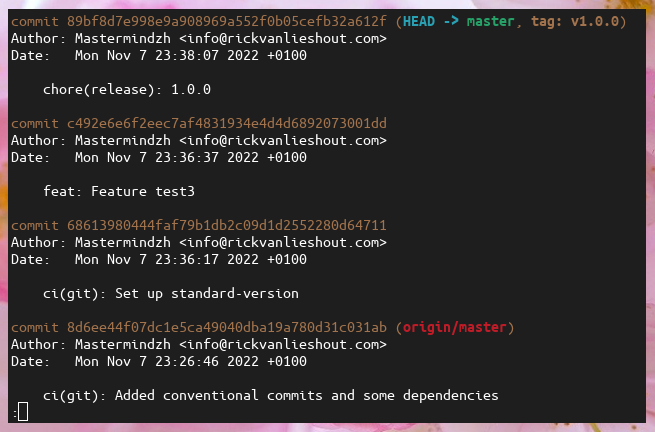 commit 89bf8d7e998e9a908969a552f0b05cefb32a612f (HEAD -> master, tag: v1.0.0)
Author: Mastermindzh <info@rickvanlieshout.com>
Date:   Mon Nov 7 23:38:07 2022 +0100
    chore(release): 1.0.0
commit c492e6e6f2eec7af4831934e4d4d6892073001dd
Author: Mastermindzh <info@rickvanlieshout.com>
Date:   Mon Nov 7 23:36:37 2022 +0100
    feat: Feature test3
commit 68613980444faf79b1db2c09d1d2552280d64711
Author: Mastermindzh <info@rickvanlieshout.com>
Date:   Mon Nov 7 23:36:17 2022 +0100
    ci(git): Set up standard-version
commit 8d6ee44f07dc1e5ca49040dba19a780d31c031ab (origin/master)
Author: Mastermindzh <info@rickvanlieshout.com>
Date:   Mon Nov 7 23:26:46 2022 +0100
    ci(git): Added conventional commits and some dependencies
: